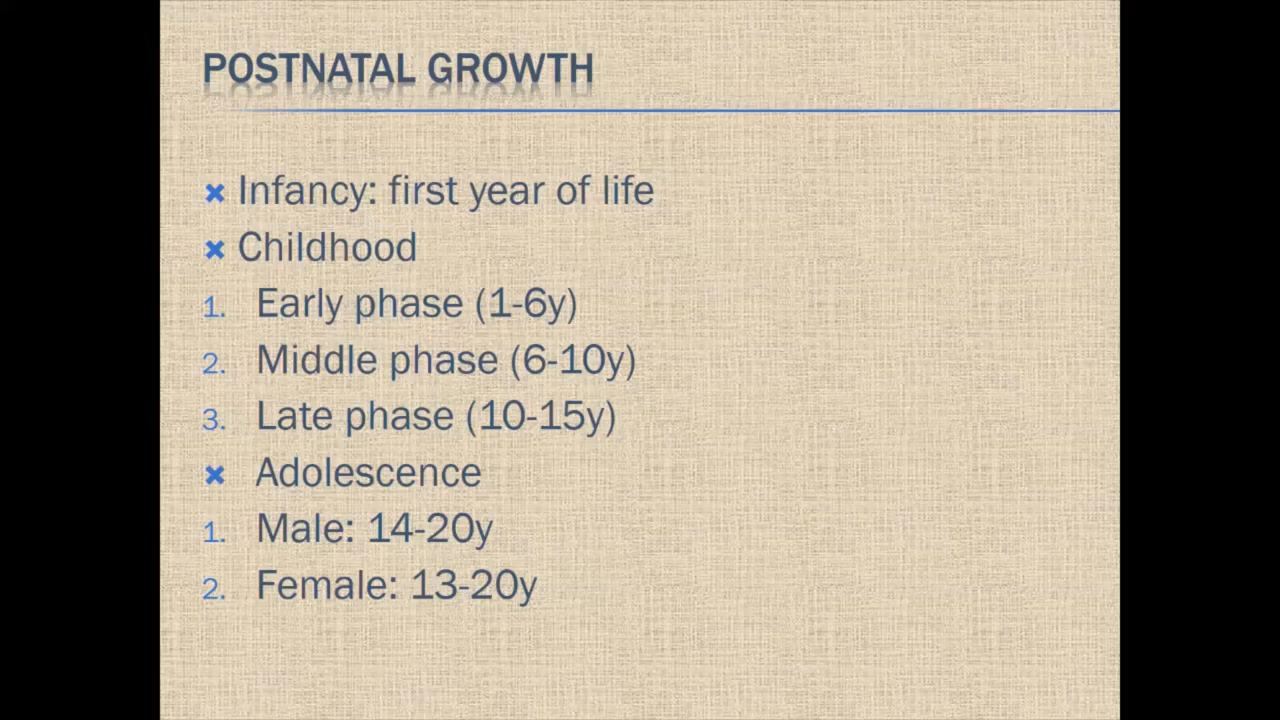 POSTNATAL GROWTH
Infancy: first year of life
Childhood
1. Early phase (1-6y)
2. Middle phase (6-10y)
3. Late phase (10-15y)
Adolescence
1. Male: 14-20y
2. Female: 13-20y